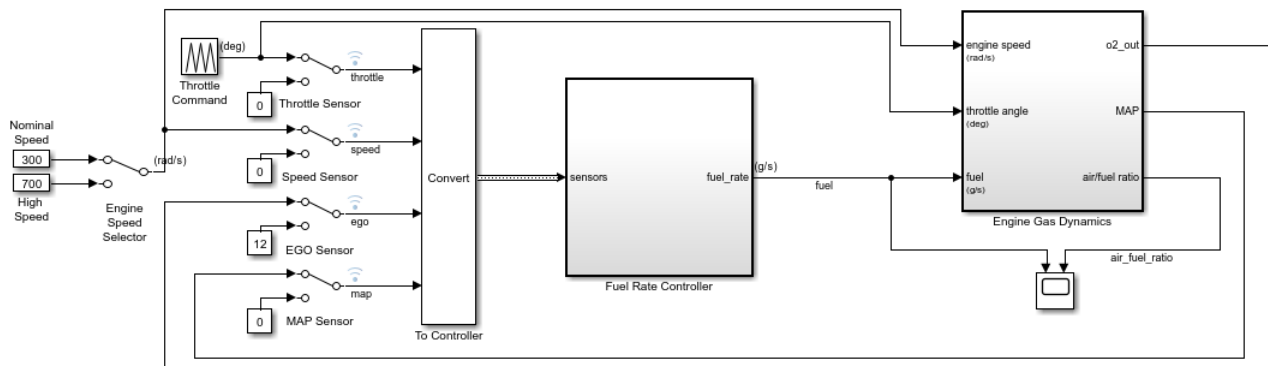 (deg)
Throttle
Command
0
Throttle Sensor
throttle
Nominal
Speed
300
700
High
Speed
(rad/s)
Engine
Speed
Selector
0
Speed Sensor
speed
12
EGO Sensor
ego
0
MAP Sensor
map
Convert
To Controller
sensors
fuel_rate
Fuel Rate Controller
(g/s)
fuel
engine speed
(rad/s)
throttle angle
(deg)
fuel
(g/s)
o2_out
MAP
air/fuel ratio
Engine Gas Dynamics
air_fuel_ratio